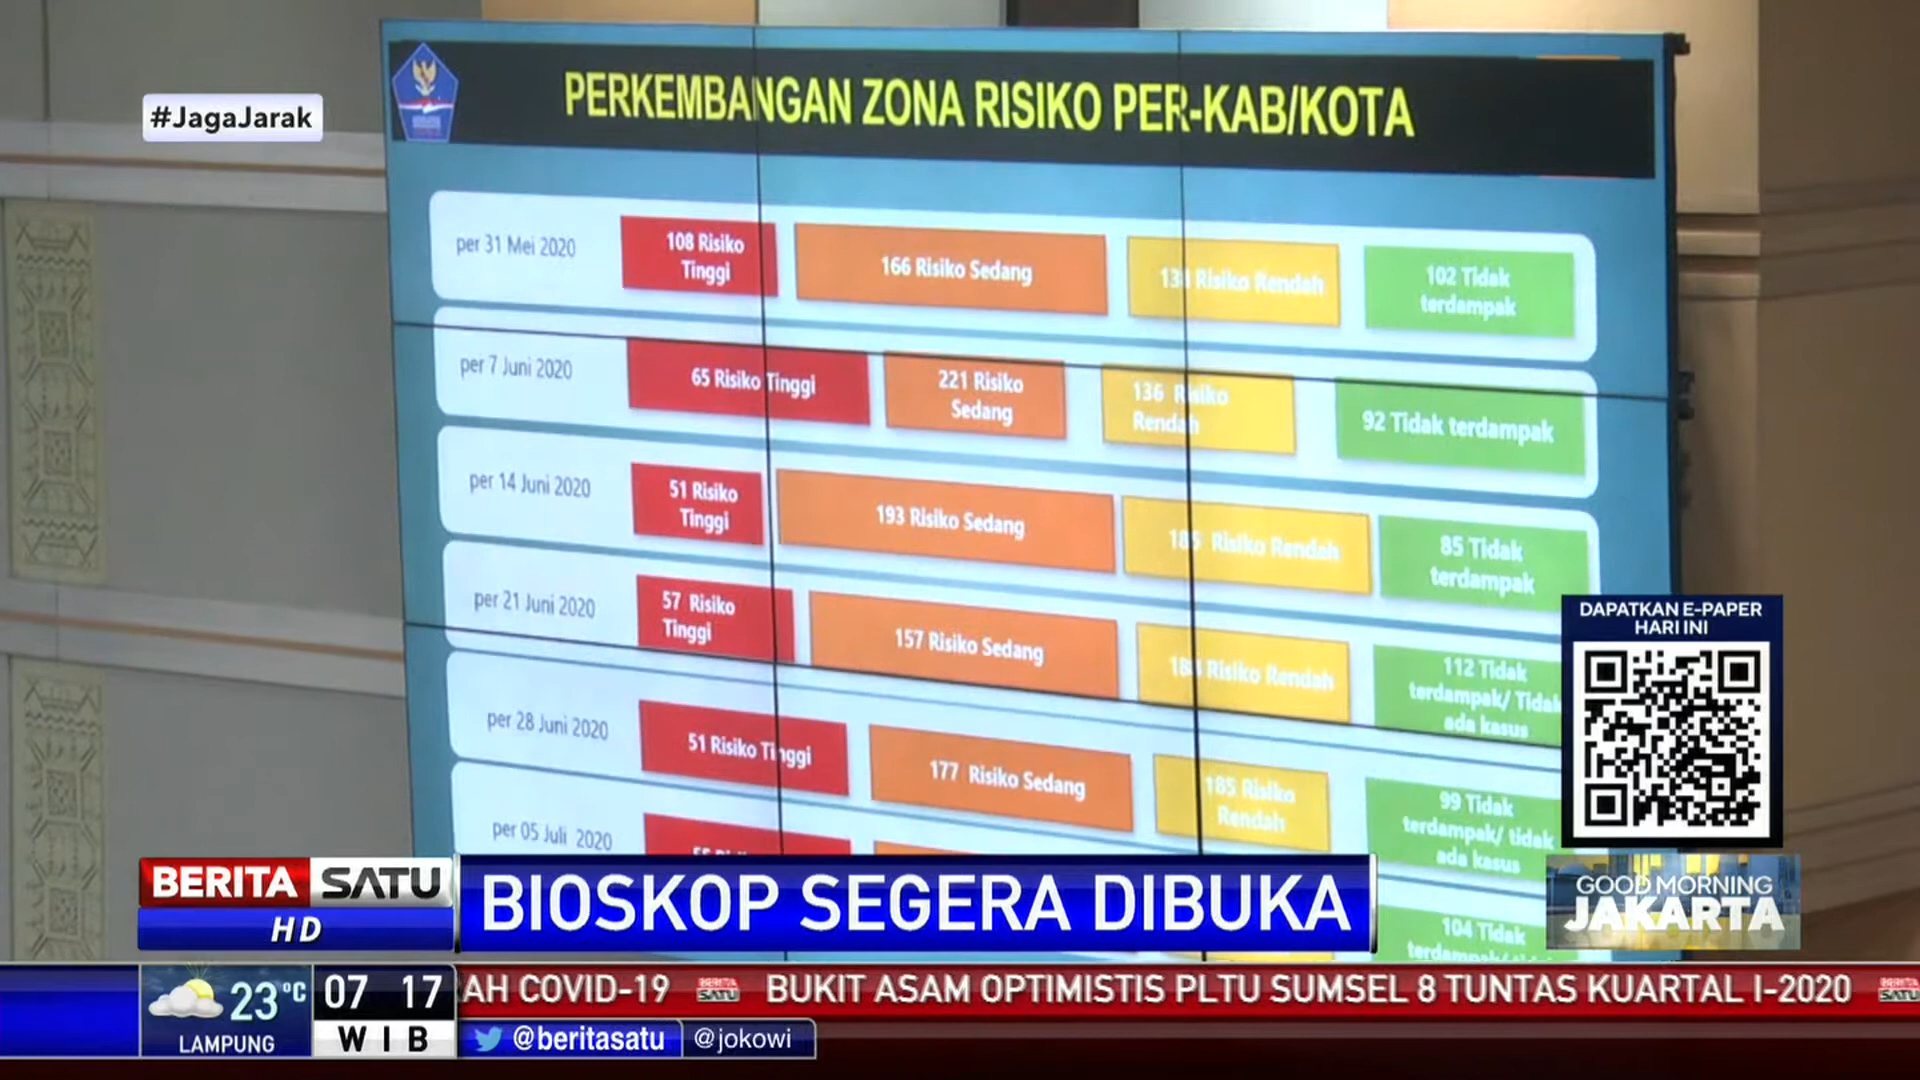 #JagaJarak
PERKEMBANGAN ZONA RISIKO PER-KAB/KOTA
per 31 Mei 2020
108 Risiko
Tinggi
166 Risiko Sedang
Risiko Rendah
102 Tidak
terdampak
per 7 Juni 2020
65 Risiko Tinggi
221 Risiko
Sedang
136 Risiko
Rendah
92 Tidak terdampak
per 14 Juni 2020
51 Risiko
Tinggi
193 Risiko Sedang
185 Risiko Rendah
85 Tidak
terdampak
per 21 Juni 2020
57 Risiko
Tinggi
157 Risiko Sedang
Risiko Rendah
112 Tidak
terdampak/ Tidak
ada kasus
per 28 Juni 2020
51 Risiko Tinggi
177 Risiko Sedang
185 Risiko
Rendah
99 Tidak
terdampak/ tidak
ada kasus
per 05 Juli 2020
104 Tidak
DAPATKAN E-PAPER
HARI INI
GOOD MORNING
JAKARTA
BERITA SATU
HD
BIOSKOP SEGERA DIBUKA
23°C
LAMPUNG
07 17
WIB
AH COVID-19 BERITA SATU BUKIT ASAM OPTIMISTIS PLTU SUMSEL 8 TUNTAS KUARTAL I-2020
@beritasatu @jokowi